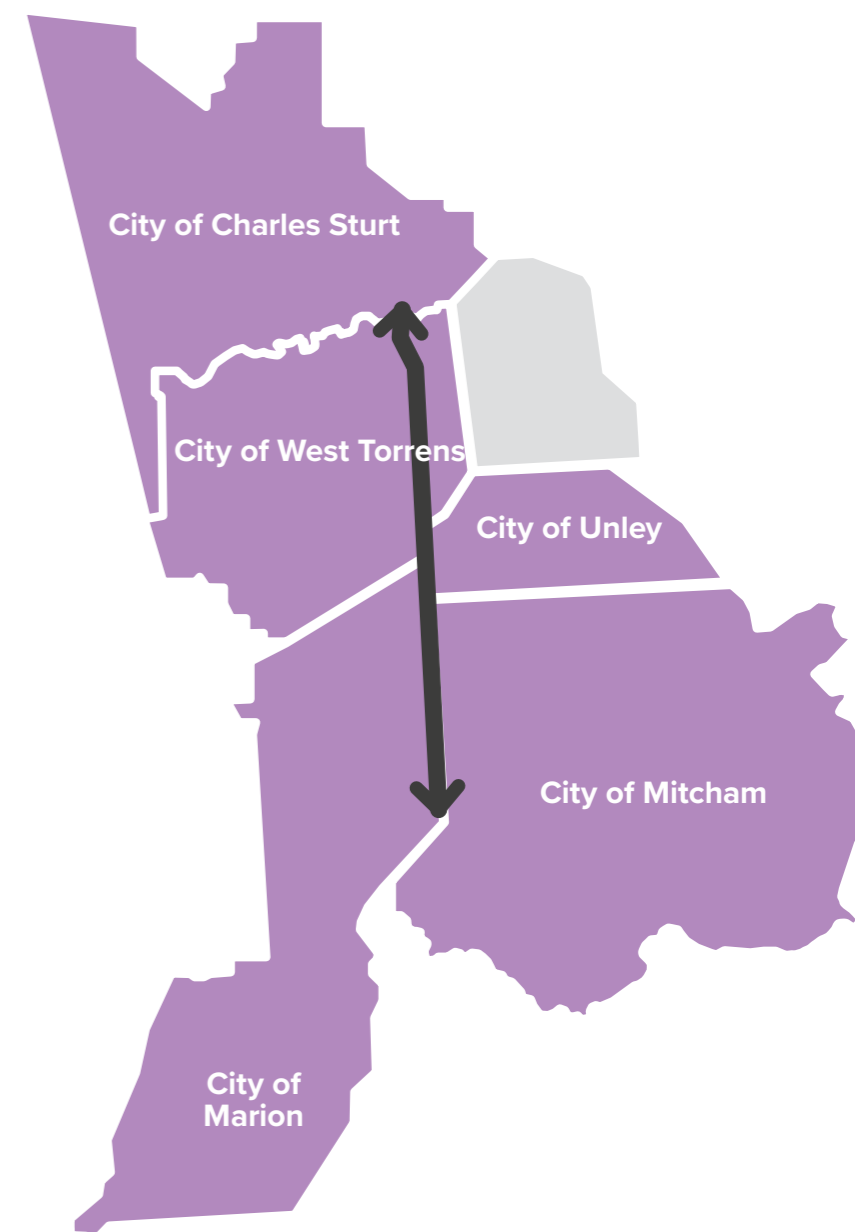 City of Charles Sturt
City of West Torrens
City of Unley
City of Mitcham
City of
Marion